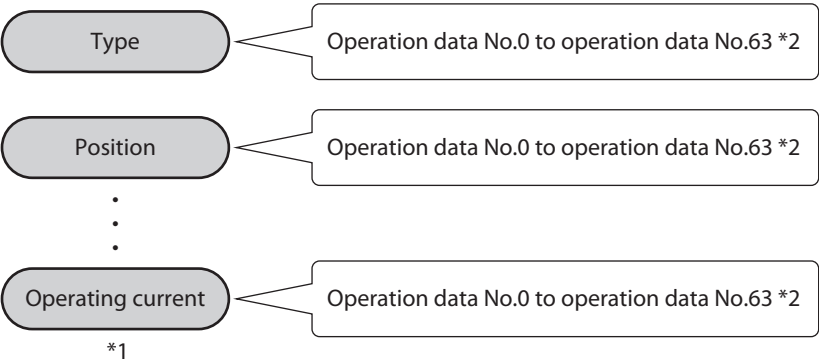 Type
Operation data No.0 to operation data No.63 *2
Position
Operation data No.0 to operation data No.63 *2
Operating current
Operation data No.0 to operation data No.63 *2
*1